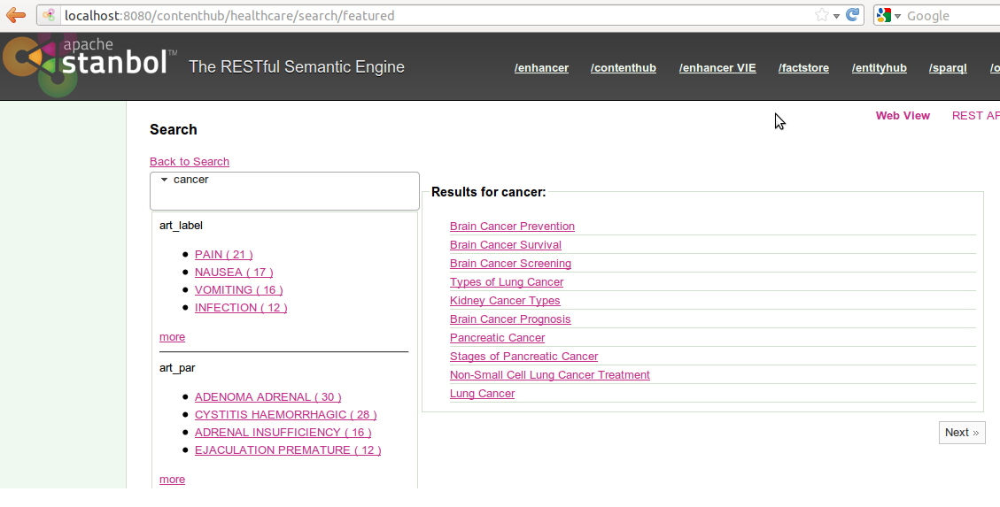 localhost:8080/contenthub/healthcare/search/featured
Google
apache
stanbol™
The RESTful Semantic Engine
/enhancer /contenthub /enhancer VIE /factstore /entityhub /sparql /o
Web View REST AP
Search
Back to Search
cancer
art_label
PAIN ( 21 )
NAUSEA ( 17 )
VOMITING ( 16 )
INFECTION ( 12 )
more
art_par
ADENOMA ADRENAL ( 30 )
CYSTITIS HAEMORRHAGIC ( 28 )
ADRENAL INSUFFICIENCY ( 16 )
EJACULATION PREMATURE ( 12 )
more
Results for cancer:
Brain Cancer Prevention
Brain Cancer Survival
Brain Cancer Screening
Types of Lung Cancer
Kidney Cancer Types
Brain Cancer Prognosis
Pancreatic Cancer
Stages of Pancreatic Cancer
Non-Small Cell Lung Cancer Treatment
Lung Cancer
Next »